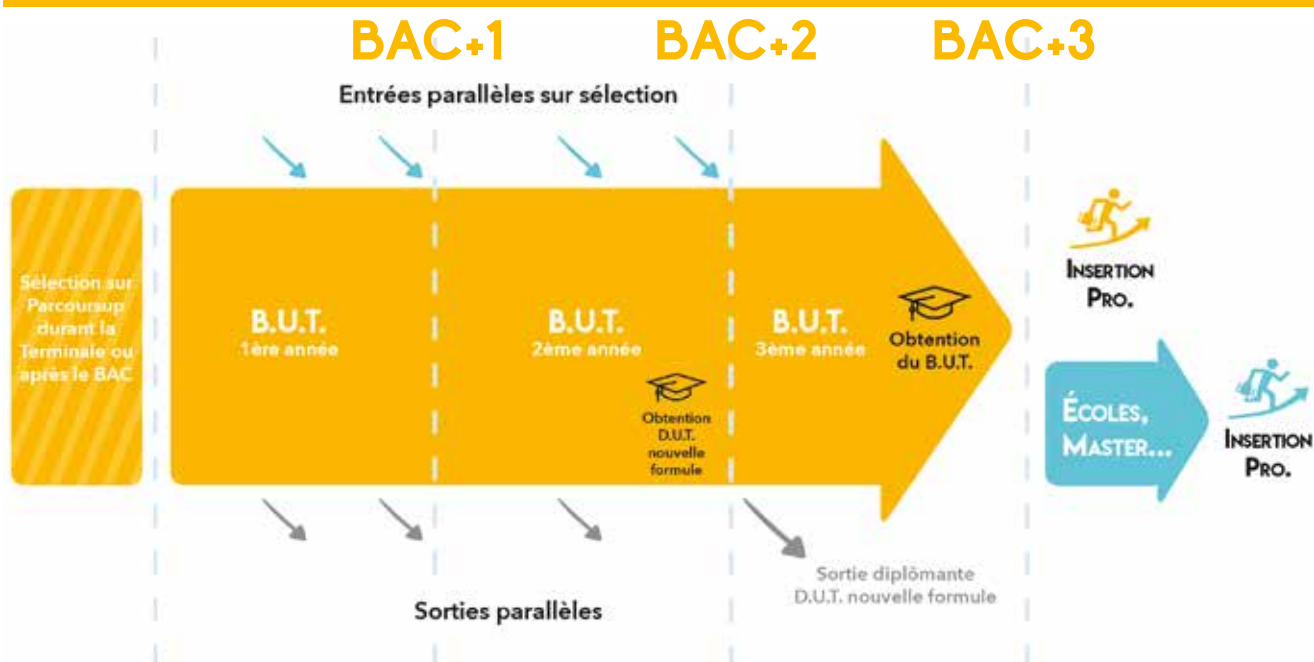 BAC+1
BAC+2
BAC+3
Entrées parallèles sur sélection
Sélection sur
Parcoursup
durant la
Terminale ou
après le BAC
B.U.T.
1ère année
B.U.T.
2ème année
Obtention
D.U.T.
nouvelle
formule
B.U.T.
3ème année
Obtention
du B.U.T.
INSERTION
PRO.
ÉCOLES,
MASTER...
INSERTION
PRO.
Sorties parallèles
Sortie diplômante
D.U.T. nouvelle formule